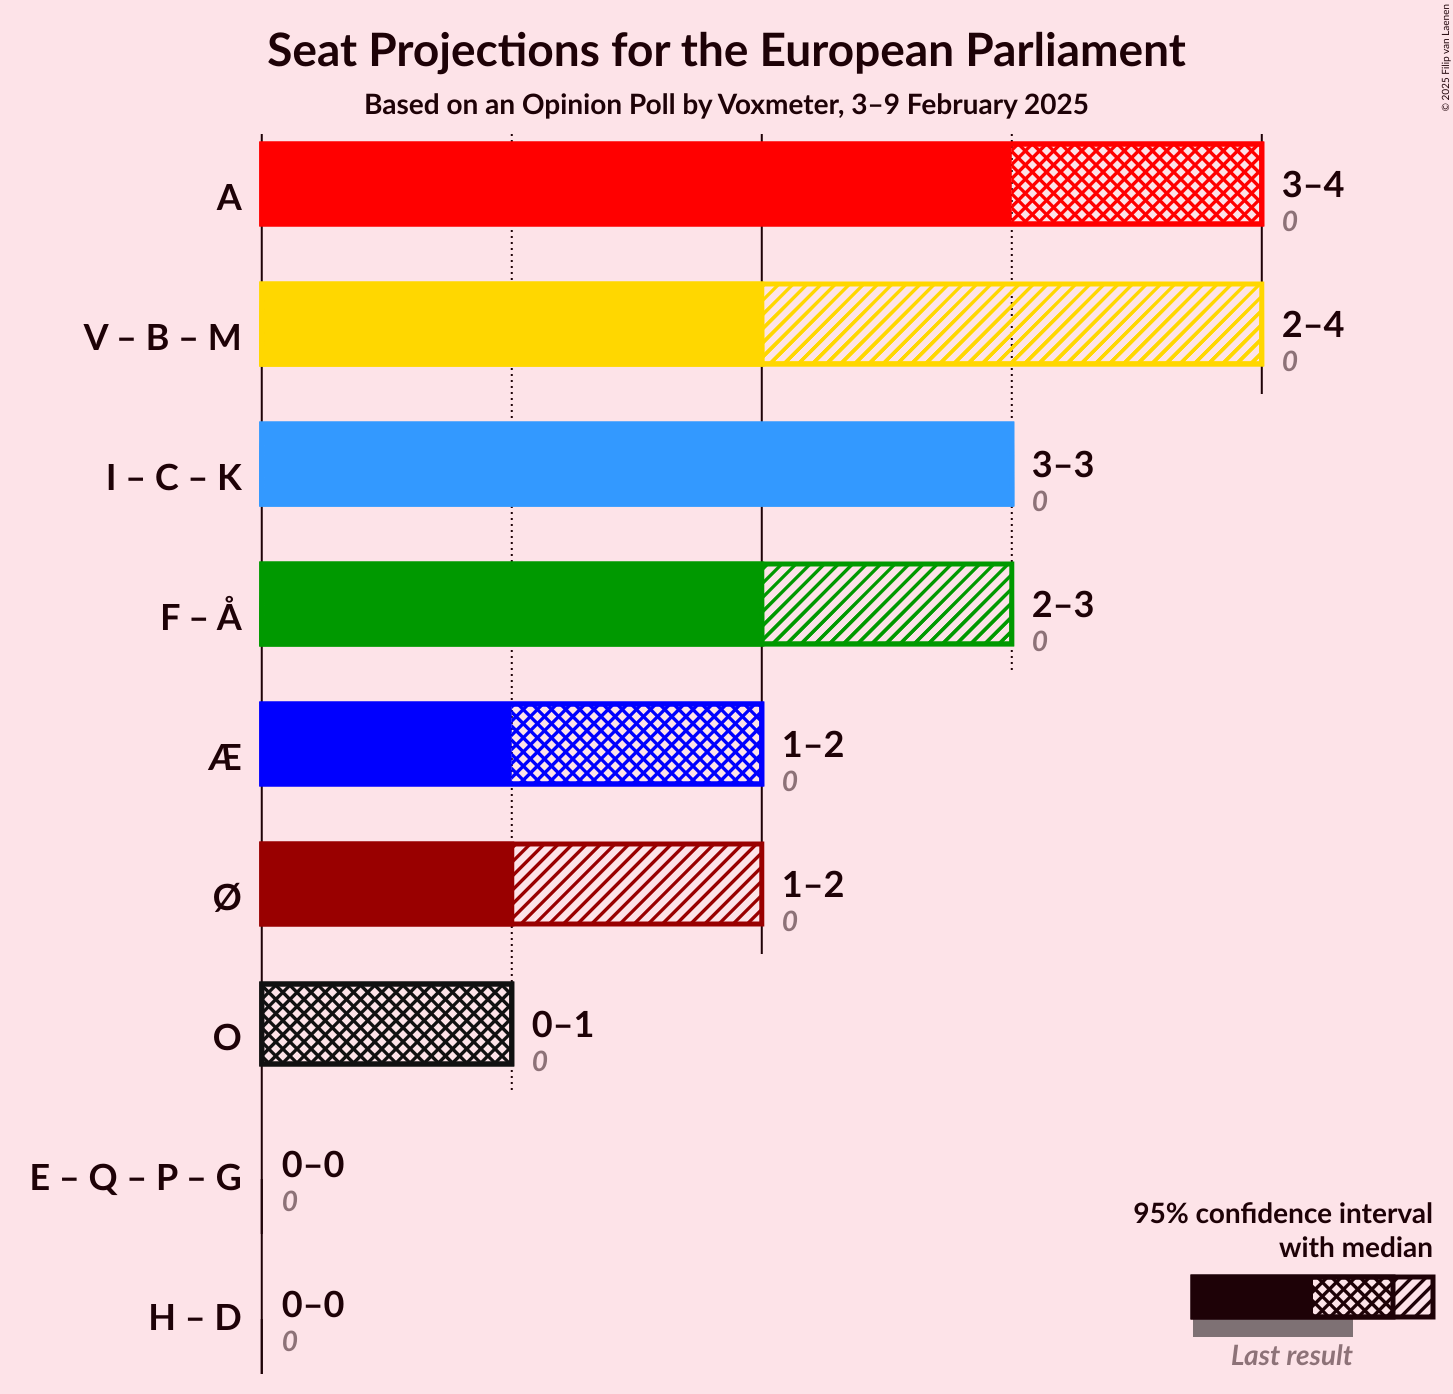 Seat Projections for the European Parliament
Based on an Opinion Poll by Voxmeter, 3–9 February 2025
© 2025 Filip van Laenen
A
3–4
0
V – B – M
2–4
0
I – C – K
3–3
0
F – Å
2–3
0
Æ
1–2
0
Ø
1–2
0
O
0–1
0
E – Q – P – G
0–0
0
H – D
0–0
0
95% confidence interval
with median
Last result